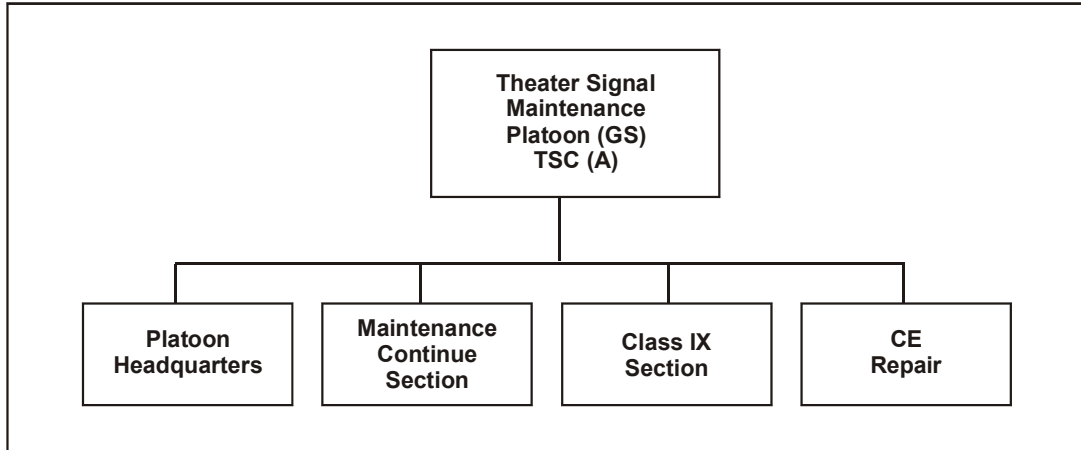 Theater Signal
Maintenance
Platoon (GS)
TSC (A)
Platoon
Headquarters
Maintenance
Continue
Section
Class IX
Section
CE
Repair